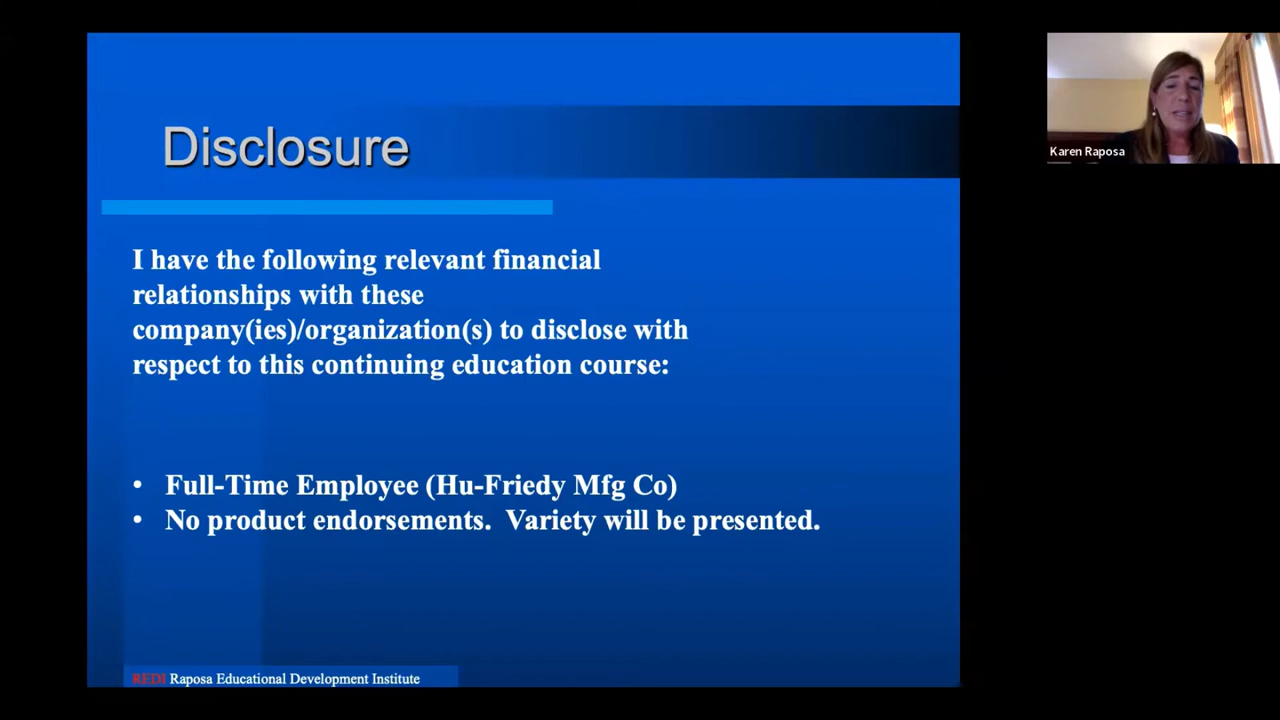 Disclosure
I have the following relevant financial
relationships with these
company(ies)/organization(s) to disclose with
respect to this continuing education course:
• Full-Time Employee (Hu-Friedy Mfg Co)
• No product endorsements.  Variety will be presented.
REDI Raposa Educational Development Institute
Karen Raposa